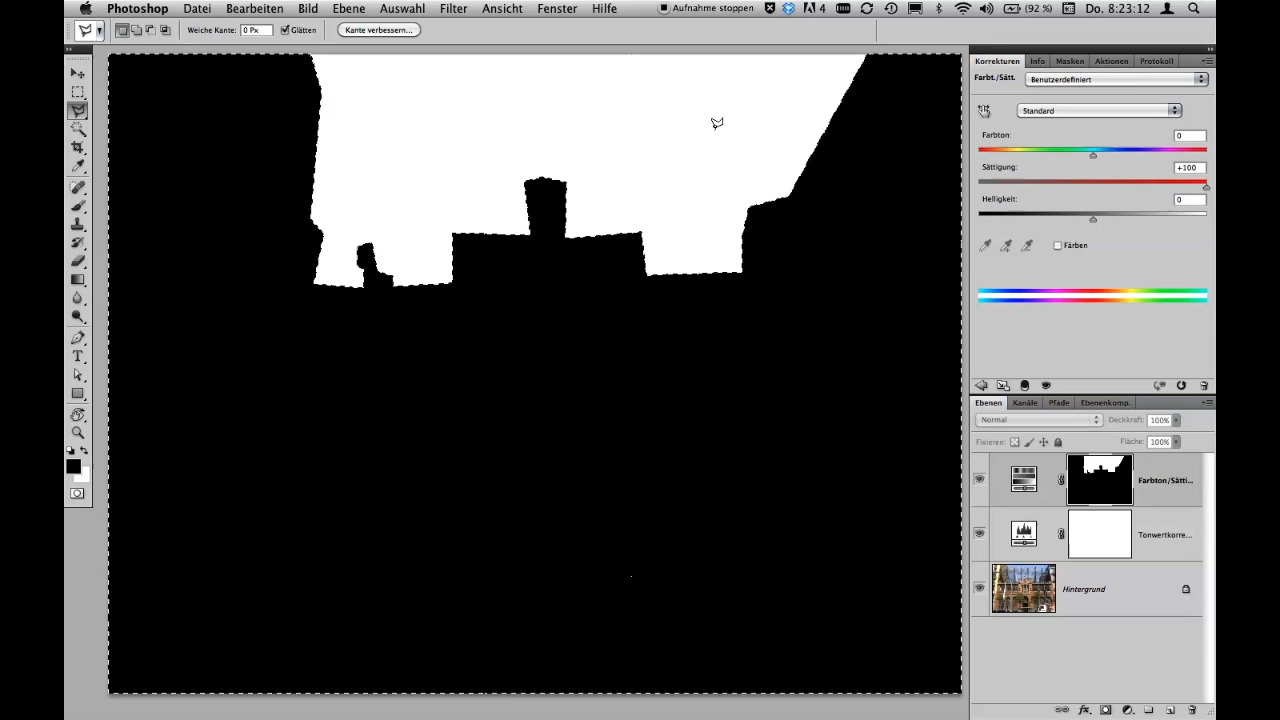 Photoshop Datei Bearbeiten Bild Ebene Auswahl Filter Ansicht Fenster Hilfe Aufnahme stoppen 4 (92 %) Do. 8:23:12
Weiche Kante: 0 Px Glätten Kante verbessern...
Korrekturen Info Masken Aktionen Protokoll
Farbt./Sätt. Benutzerdefiniert
Standard
Farbton: 0
Sättigung: +100
Helligkeit: 0
Färben
Ebenen Kanäle Pfade Ebenenkomp.
Normal Deckkraft: 100%
Fixieren: Fläche: 100%
Farbton/Sätti...
Tonwertkorre...
Hintergrund